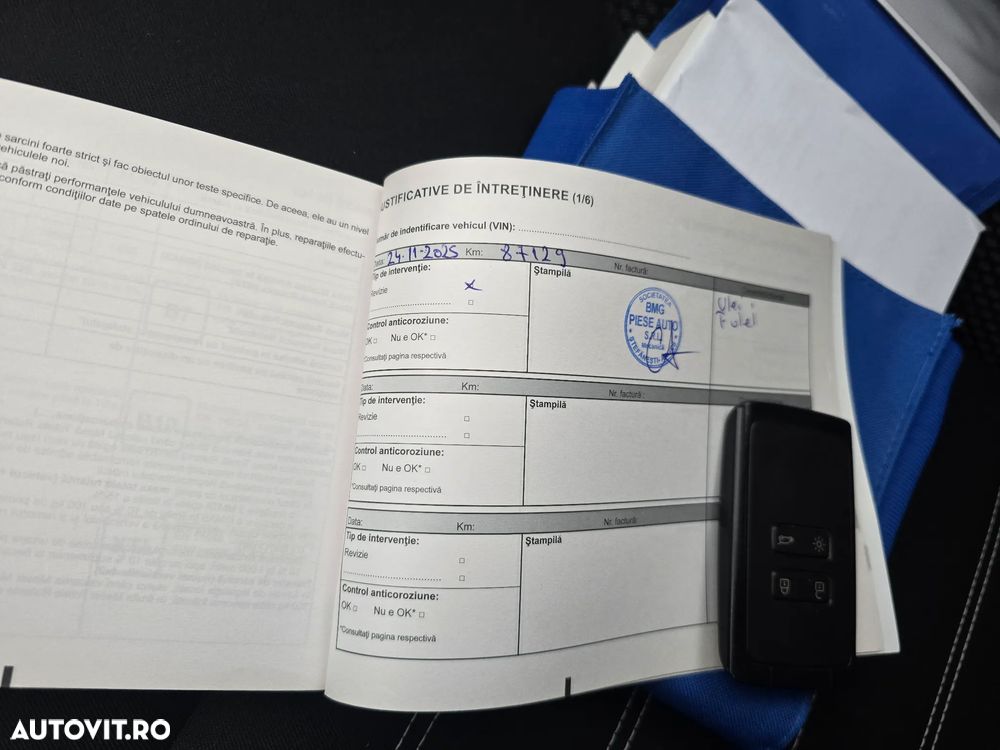 sarcini foarte strict şi fac obiectul unor teste specifice. De aceea, ele au un nivel
vehiculele noi.
că păstraţi performanţele vehiculului dumneavoastră. În plus, reparaţiile efectu-
conform condiţiilor date pe spatele ordinului de reparaţie.
JUSTIFICATIVE DE ÎNTREŢINERE (1/6)
Număr de indentificare vehicul (VIN):
Data: 24.11.2025 Km: 87129 Nr. factură:
Tip de intervenţie:
Ştampilă
Revizie x
Control anticoroziune:
OK □ Nu e OK* □
*Consultaţi pagina respectivă
SOCIETATEA
BMG
PIESE AUTO
S.R.L.
Ulei
Data: Km: Nr. factură:
Tip de intervenţie:
Ştampilă
Revizie □
□
Control anticoroziune:
OK □ Nu e OK* □
*Consultaţi pagina respectivă
Data: Km: Nr. factură:
Tip de intervenţie:
Ştampilă
Revizie □
□
Control anticoroziune:
OK □ Nu e OK* □
*Consultaţi pagina respectivă
AUTOVIT.RO